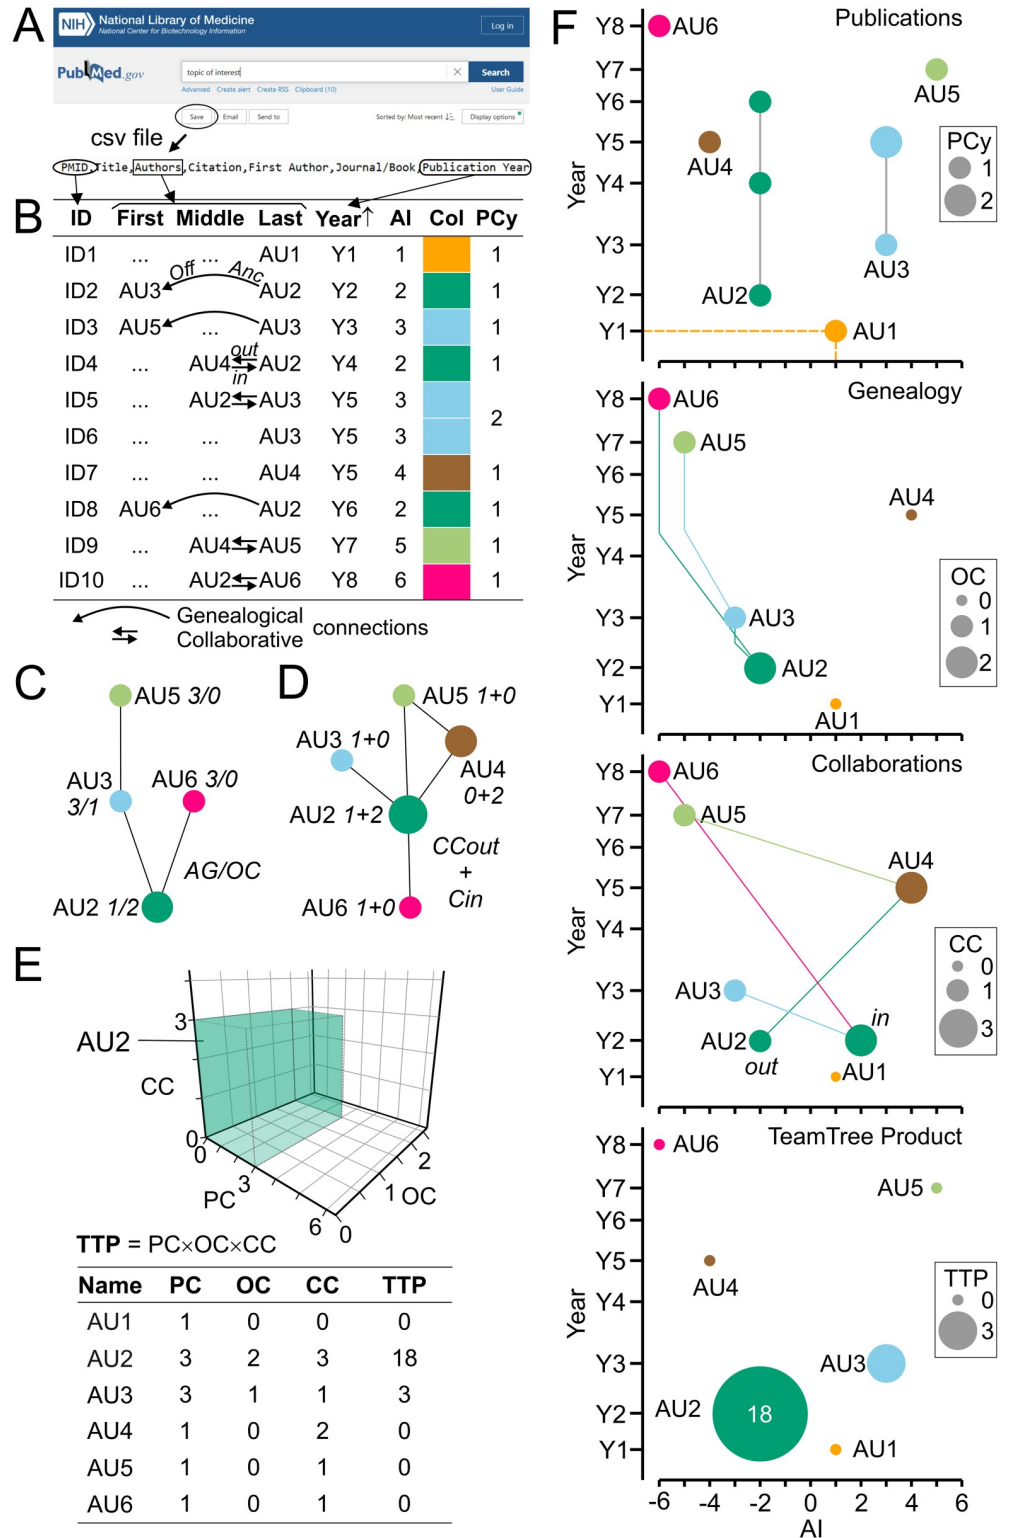 A
NIH
National Library of Medicine
National Center for Biotechnology Information
Log in
PubMed.gov
topic of interest
Search
Advanced Create alert Create RSS Clipboard (10)
User Guide
Save Email Send to
Sorted by: Most recent
Display options
csv file
PMID,Title,Authors,Citation,First Author,Journal/Book,Publication Year
B
ID First Middle Last Year↑ AI Col PCy
ID1 ... ... AU1 Y1 1 1
Off Anc
ID2 AU3 AU2 Y2 2 1
ID3 AU5 ... AU3 Y3 3 1
out
ID4 ... AU4 AU2 Y4 2 1
in
ID5 ... AU2 AU3 Y5 3
2
ID6 ... ... AU3 Y5 3
ID7 ... ... AU4 Y5 4 1
ID8 AU6 ... AU2 Y6 2 1
ID9 ... AU4 AU5 Y7 5 1
ID10 ... AU2 AU6 Y8 6 1
Genealogical
Collaborative
connections
C
AU5 3/0
AU3
3/1
AU6 3/0
AG/OC
AU2 1/2
D
AU5 1+0
AU3 1+0
AU4
0+2
AU2 1+2
CCout
+
Cin
AU6 1+0
E
AU2
3
CC
0
0
PC
3
6
0
1
OC
2
TTP = PC×OC×CC
Name PC OC CC TTP
AU1 1 0 0 0
AU2 3 2 3 18
AU3 3 1 1 3
AU4 1 0 2 0
AU5 1 0 1 0
AU6 1 0 1 0
F
Publications
Y8 AU6
Y7
AU5
Y6
Y5
AU4
Y4
Y3
AU3
Y2 AU2
Y1 AU1
Year
PCy
1
2
Genealogy
Y8 AU6
Y7 AU5
Y6
AU4
Y5
Y4
Y3 AU3
Y2 AU2
Y1
AU1
Year
OC
0
1
2
Collaborations
Y8 AU6
Y7 AU5
Y6
AU4
Y5
Y4
Y3 AU3
in
Y2 AU2
out
Y1 AU1
Year
CC
0
1
3
TeamTree Product
Y8 AU6
Y7 AU5
Y6
Y5
AU4
Y4
Y3 AU3
AU2
Y2 18
Y1 AU1
Year
TTP
0
3
-6 -4 -2 0 2 4 6
AI